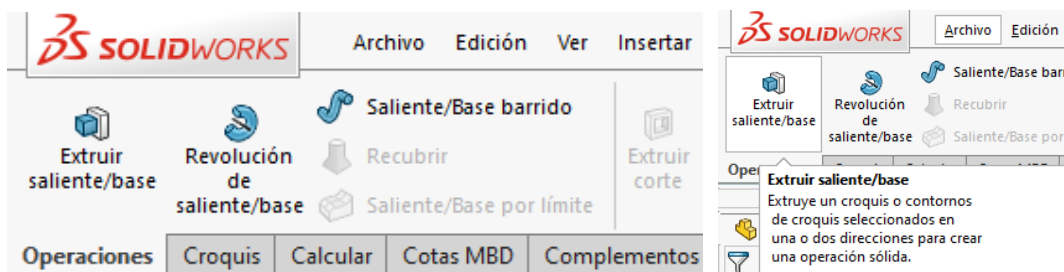 SOLIDWORKS
Archivo Edición Ver Insertar
Extruir
saliente/base
Revolución
de
saliente/base
Saliente/Base barrido
Recubrir
Saliente/Base por límite
Extruir
corte
Operaciones Croquis Calcular Cotas MBD Complementos
SOLIDWORKS
Archivo Edición
Extruir
saliente/base
Revolución
de
saliente/base
Saliente/Base
Recubrir
Saliente/Base por
Extruir saliente/base
Extruye un croquis o contornos
de croquis seleccionados en
una o dos direcciones para crear
una operación sólida.